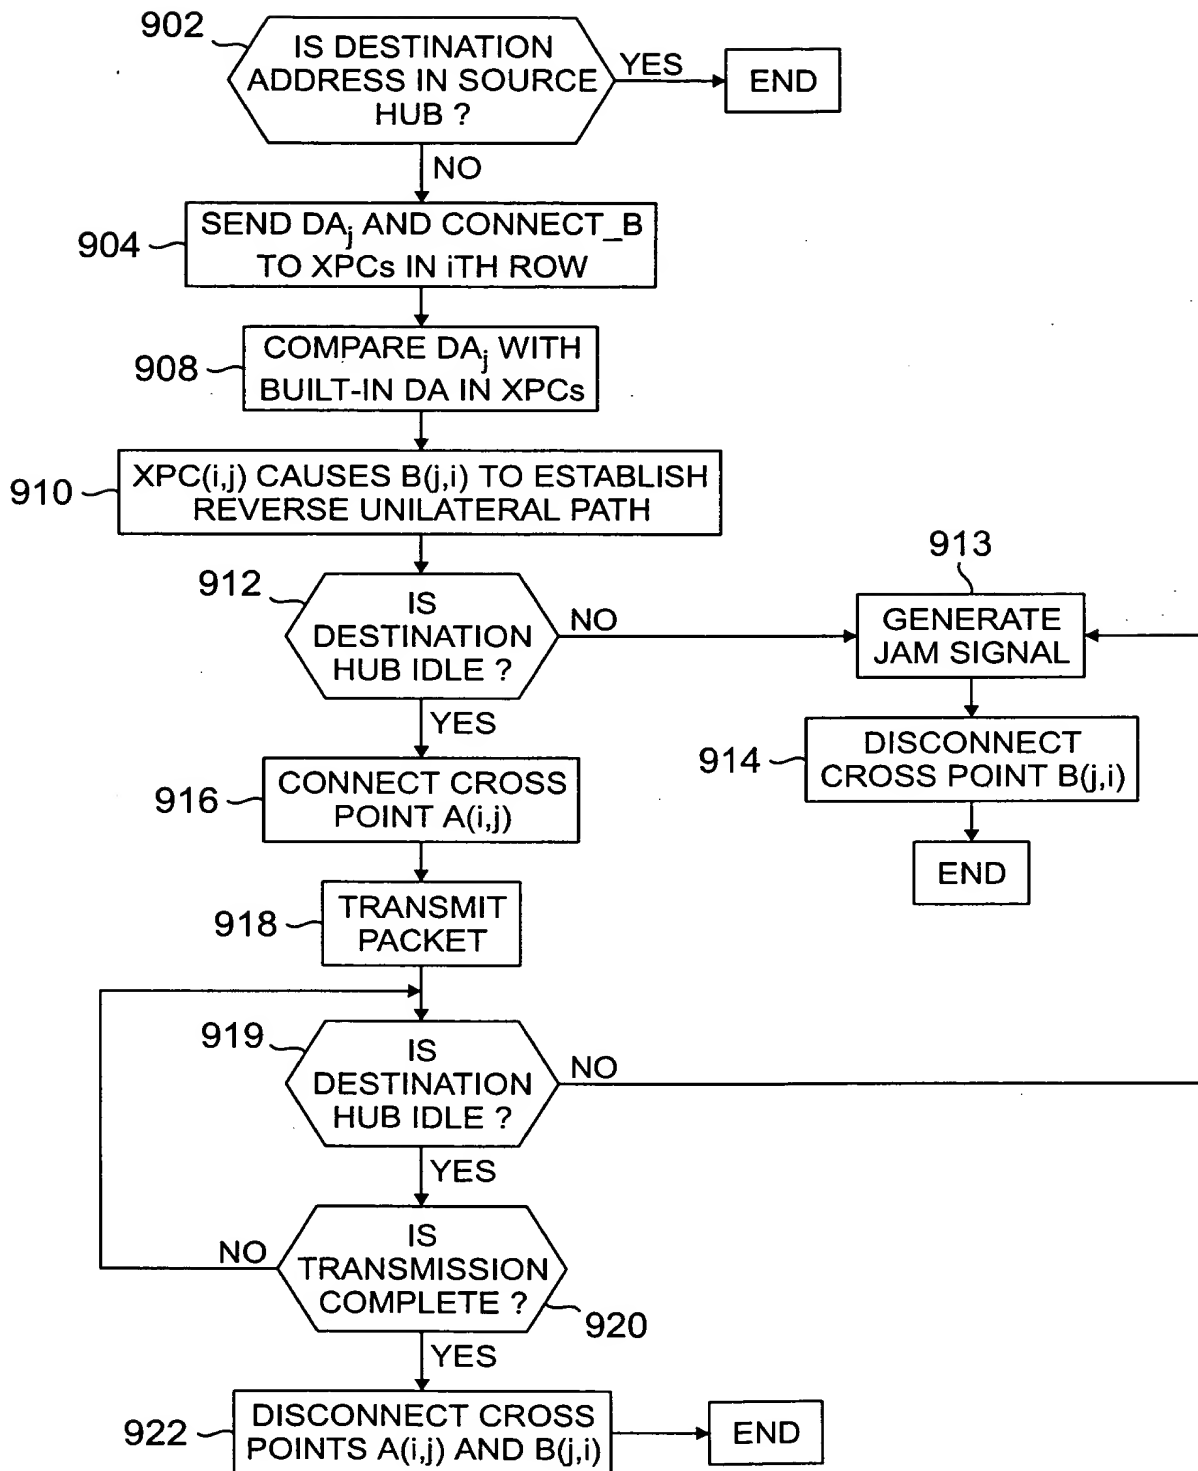 902
IS DESTINATION
ADDRESS IN SOURCE
HUB ?
YES
END
NO
904
SEND DAj AND CONNECT_B
TO XPCs IN iTH ROW
908
COMPARE DAj WITH
BUILT-IN DA IN XPCs
910
XPC(i,j) CAUSES B(j,i) TO ESTABLISH
REVERSE UNILATERAL PATH
912
IS
DESTINATION
HUB IDLE ?
NO
913
GENERATE
JAM SIGNAL
YES
914
DISCONNECT
CROSS POINT B(j,i)
END
916
CONNECT CROSS
POINT A(i,j)
918
TRANSMIT
PACKET
919
IS
DESTINATION
HUB IDLE ?
NO
YES
IS
TRANSMISSION
COMPLETE ?
NO
920
YES
922
DISCONNECT CROSS
POINTS A(i,j) AND B(j,i)
END